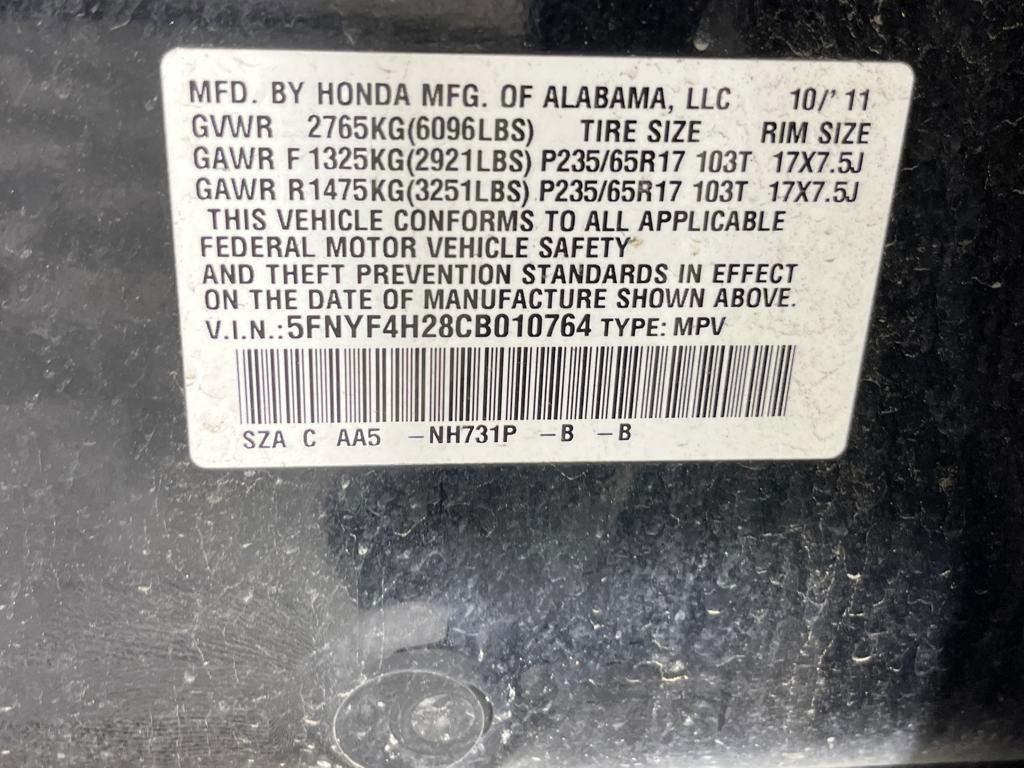 MFD. BY HONDA MFG. OF ALABAMA, LLC 10/' 11
GVWR 2765KG(6096LBS) TIRE SIZE RIM SIZE
GAWR F 1325KG(2921LBS) P235/65R17 103T 17X7.5J
GAWR R1475KG(3251LBS) P235/65R17 103T 17X7.5J
THIS VEHICLE CONFORMS TO ALL APPLICABLE
FEDERAL MOTOR VEHICLE SAFETY
AND THEFT PREVENTION STANDARDS IN EFFECT
ON THE DATE OF MANUFACTURE SHOWN ABOVE.
V.I.N.:5FNYF4H28CB010764 TYPE: MPV
SZA C AA5 -NH731P -B -B